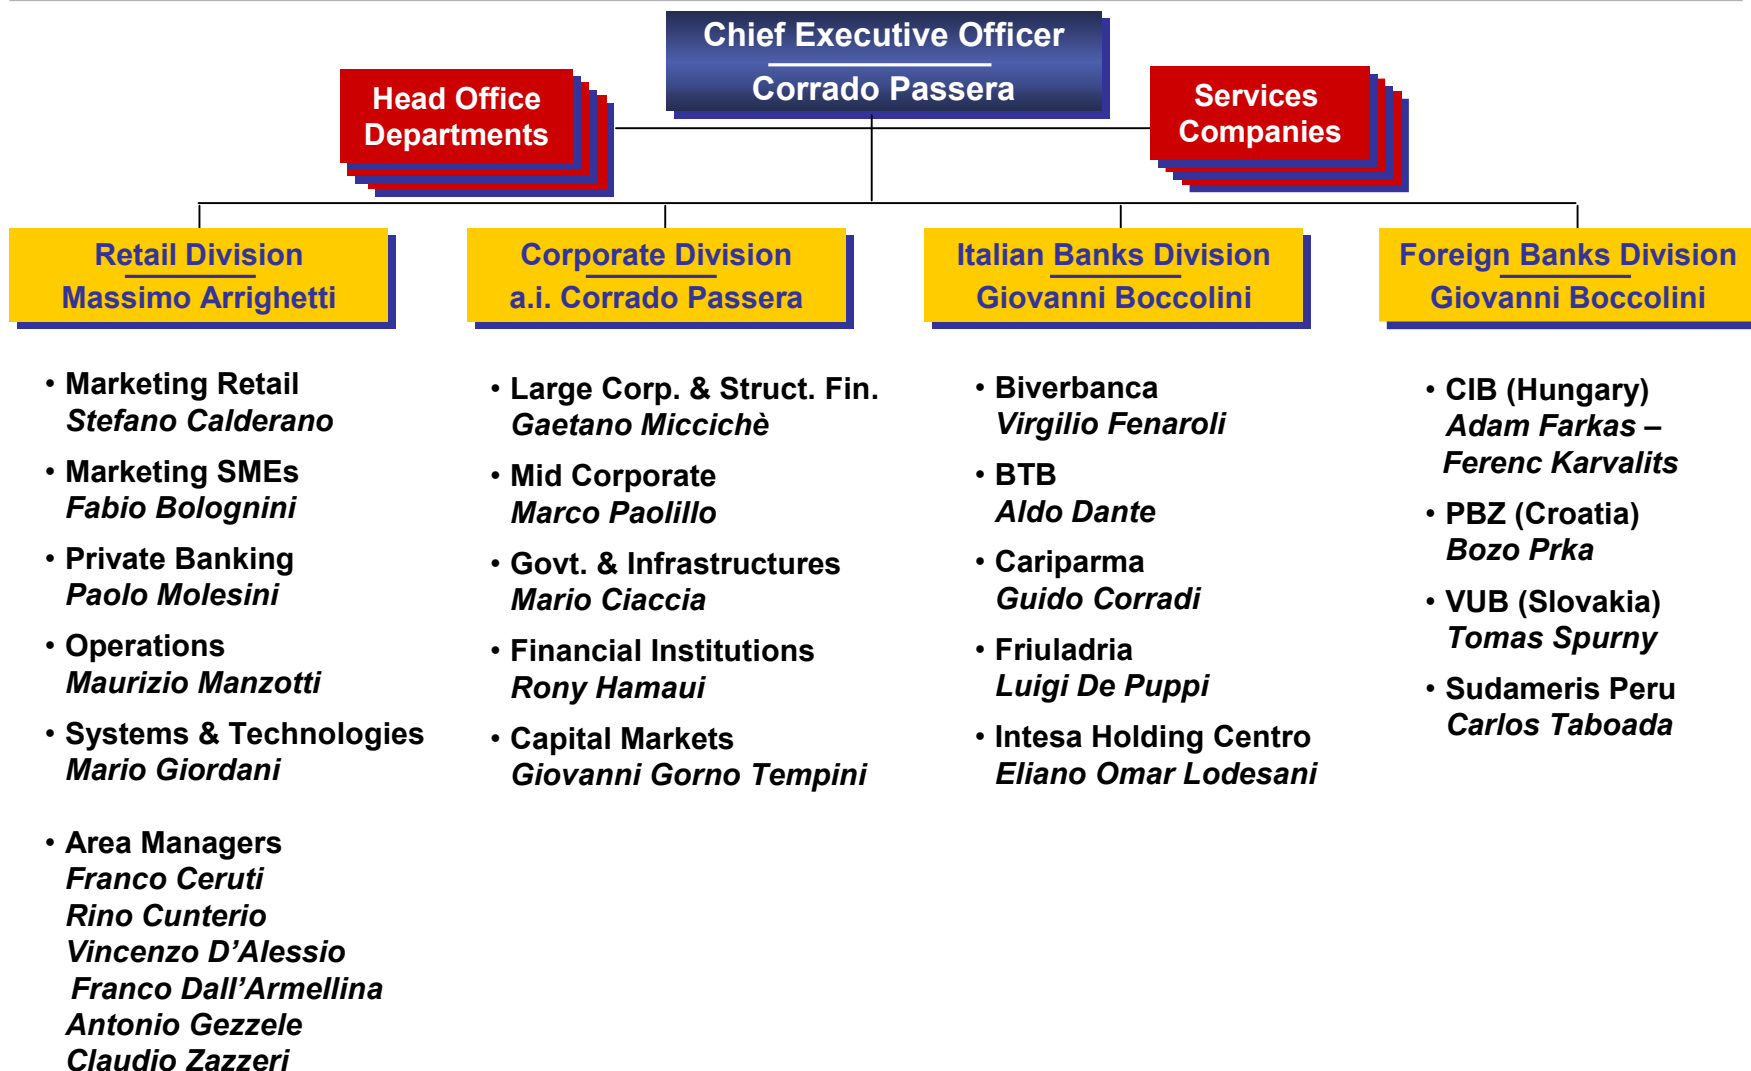 Chief Executive Officer
Corrado Passera
Head Office
Departments
Services
Companies
Retail Division
Massimo Arrighetti
• Marketing Retail
Stefano Calderano
• Marketing SMEs
Fabio Bolognini
• Private Banking
Paolo Molesini
• Operations
Maurizio Manzotti
• Systems & Technologies
Mario Giordani
• Area Managers
Franco Ceruti
Rino Cunterio
Vincenzo D’Alessio
Franco Dall’Armellina
Antonio Gezzele
Claudio Zazzeri
Corporate Division
a.i. Corrado Passera
• Large Corp. & Struct. Fin.
Gaetano Miccichè
• Mid Corporate
Marco Paolillo
• Govt. & Infrastructures
Mario Ciaccia
• Financial Institutions
Rony Hamaui
• Capital Markets
Giovanni Gorno Tempini
Italian Banks Division
Giovanni Boccolini
• Biverbanca
Virgilio Fenaroli
• BTB
Aldo Dante
• Cariparma
Guido Corradi
• Friuladria
Luigi De Puppi
• Intesa Holding Centro
Eliano Omar Lodesani
Foreign Banks Division
Giovanni Boccolini
• CIB (Hungary)
Adam Farkas –
Ferenc Karvalits
• PBZ (Croatia)
Bozo Prka
• VUB (Slovakia)
Tomas Spurny
• Sudameris Peru
Carlos Taboada